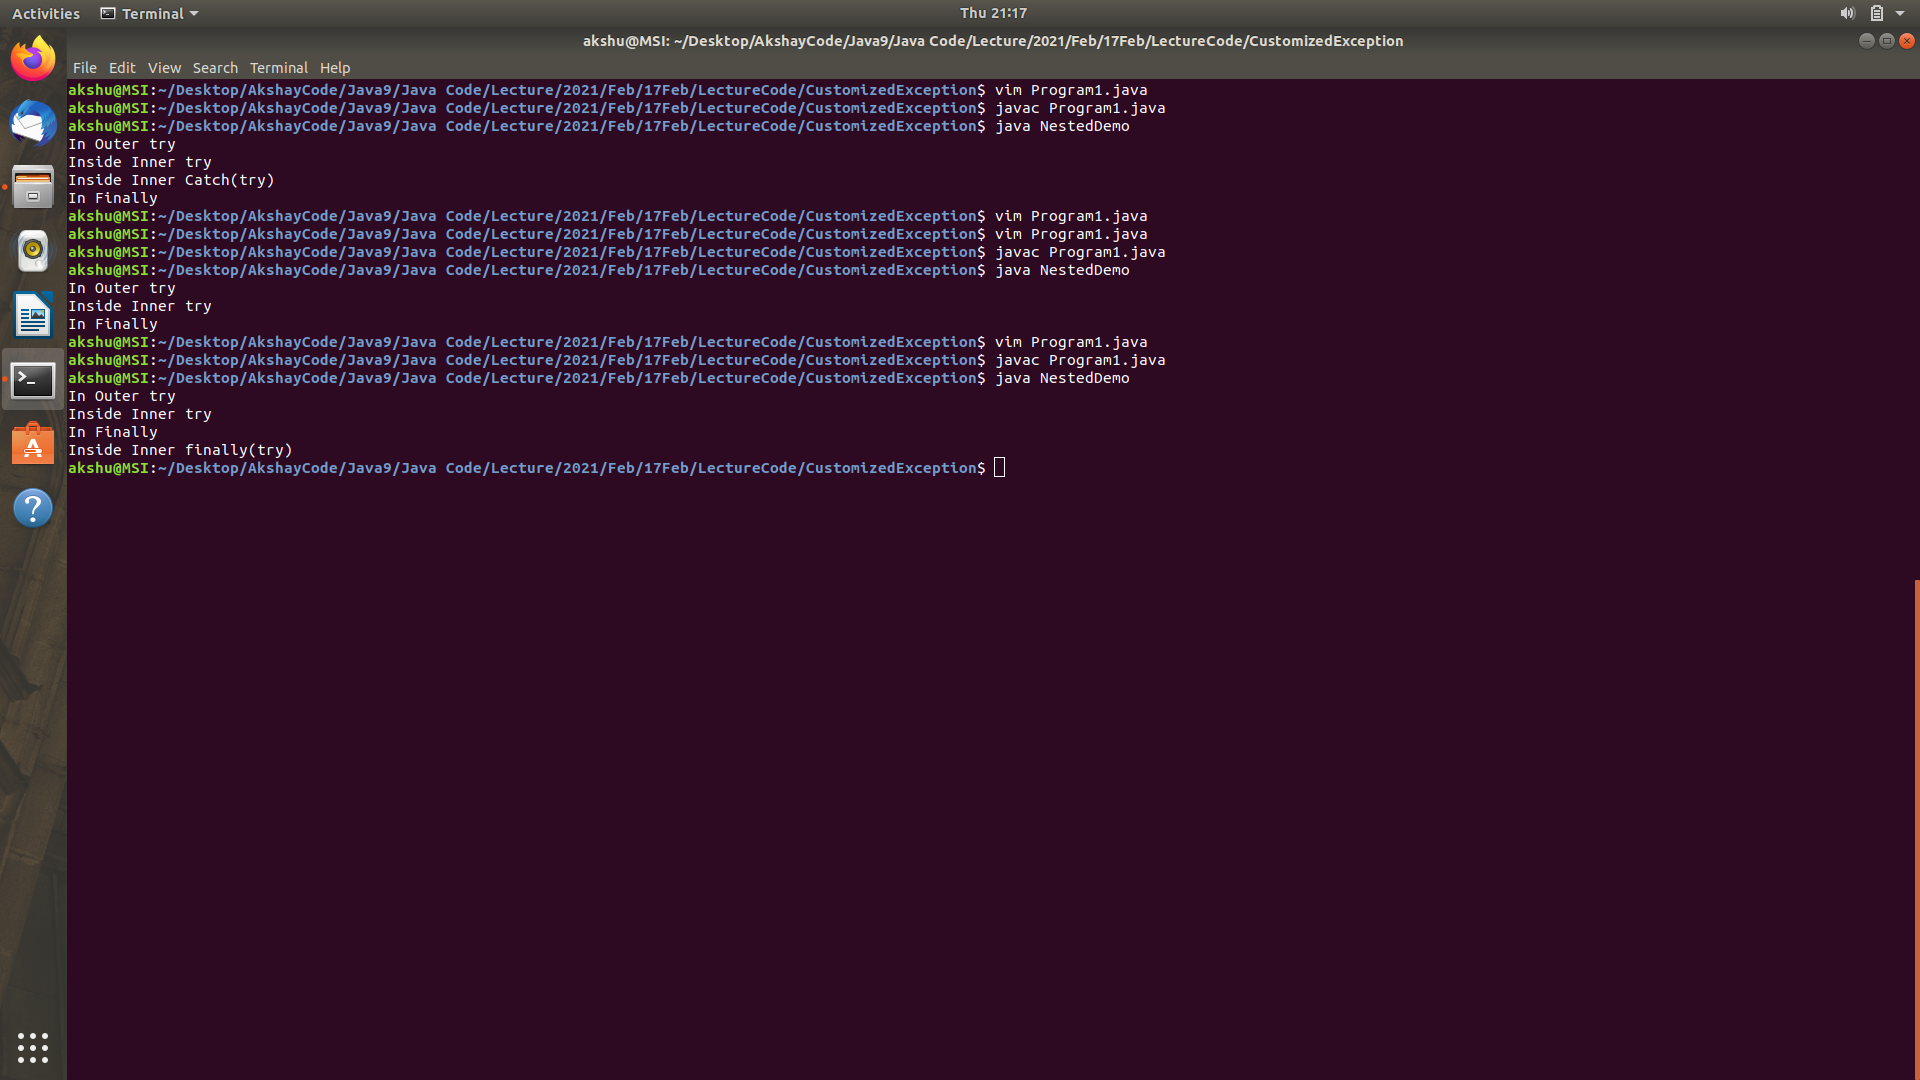 Activities Terminal Thu 21:17
akshu@MSI: ~/Desktop/AkshayCode/Java9/Java Code/Lecture/2021/Feb/17Feb/LectureCode/CustomizedException
File Edit View Search Terminal Help
akshu@MSI:~/Desktop/AkshayCode/Java9/Java Code/Lecture/2021/Feb/17Feb/LectureCode/CustomizedException$ vim Program1.java
akshu@MSI:~/Desktop/AkshayCode/Java9/Java Code/Lecture/2021/Feb/17Feb/LectureCode/CustomizedException$ javac Program1.java
akshu@MSI:~/Desktop/AkshayCode/Java9/Java Code/Lecture/2021/Feb/17Feb/LectureCode/CustomizedException$ java NestedDemo
In Outer try
Inside Inner try
Inside Inner Catch(try)
In Finally
akshu@MSI:~/Desktop/AkshayCode/Java9/Java Code/Lecture/2021/Feb/17Feb/LectureCode/CustomizedException$ vim Program1.java
akshu@MSI:~/Desktop/AkshayCode/Java9/Java Code/Lecture/2021/Feb/17Feb/LectureCode/CustomizedException$ vim Program1.java
akshu@MSI:~/Desktop/AkshayCode/Java9/Java Code/Lecture/2021/Feb/17Feb/LectureCode/CustomizedException$ javac Program1.java
akshu@MSI:~/Desktop/AkshayCode/Java9/Java Code/Lecture/2021/Feb/17Feb/LectureCode/CustomizedException$ java NestedDemo
In Outer try
Inside Inner try
In Finally
akshu@MSI:~/Desktop/AkshayCode/Java9/Java Code/Lecture/2021/Feb/17Feb/LectureCode/CustomizedException$ vim Program1.java
akshu@MSI:~/Desktop/AkshayCode/Java9/Java Code/Lecture/2021/Feb/17Feb/LectureCode/CustomizedException$ javac Program1.java
akshu@MSI:~/Desktop/AkshayCode/Java9/Java Code/Lecture/2021/Feb/17Feb/LectureCode/CustomizedException$ java NestedDemo
In Outer try
Inside Inner try
In Finally
Inside Inner finally(try)
akshu@MSI:~/Desktop/AkshayCode/Java9/Java Code/Lecture/2021/Feb/17Feb/LectureCode/CustomizedException$